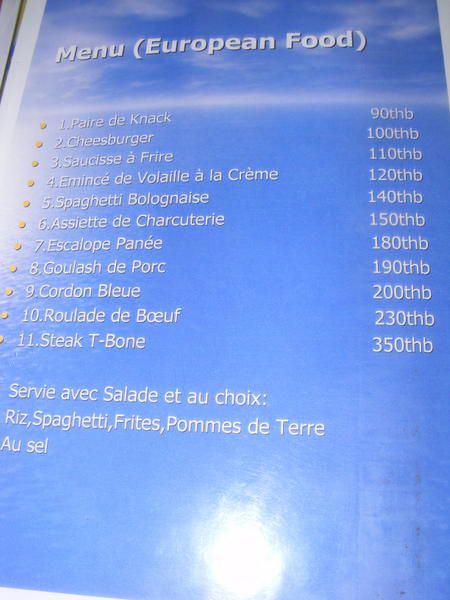 Menu (European Food)
1.Paire de Knack 90thb
2.Cheesburger 100thb
3.Saucisse à Frire 110thb
4.Emincé de Volaille à la Crème 120thb
5.Spaghetti Bolognaise 140thb
6.Assiette de Charcuterie 150thb
7.Escalope Panée 180thb
8.Goulash de Porc 190thb
9.Cordon Bleue 200thb
10.Roulade de Bœuf 230thb
11.Steak T-Bone 350thb
Servie avec Salade et au choix:
Riz,Spaghetti,Frites,Pommes de Terre
Au sel